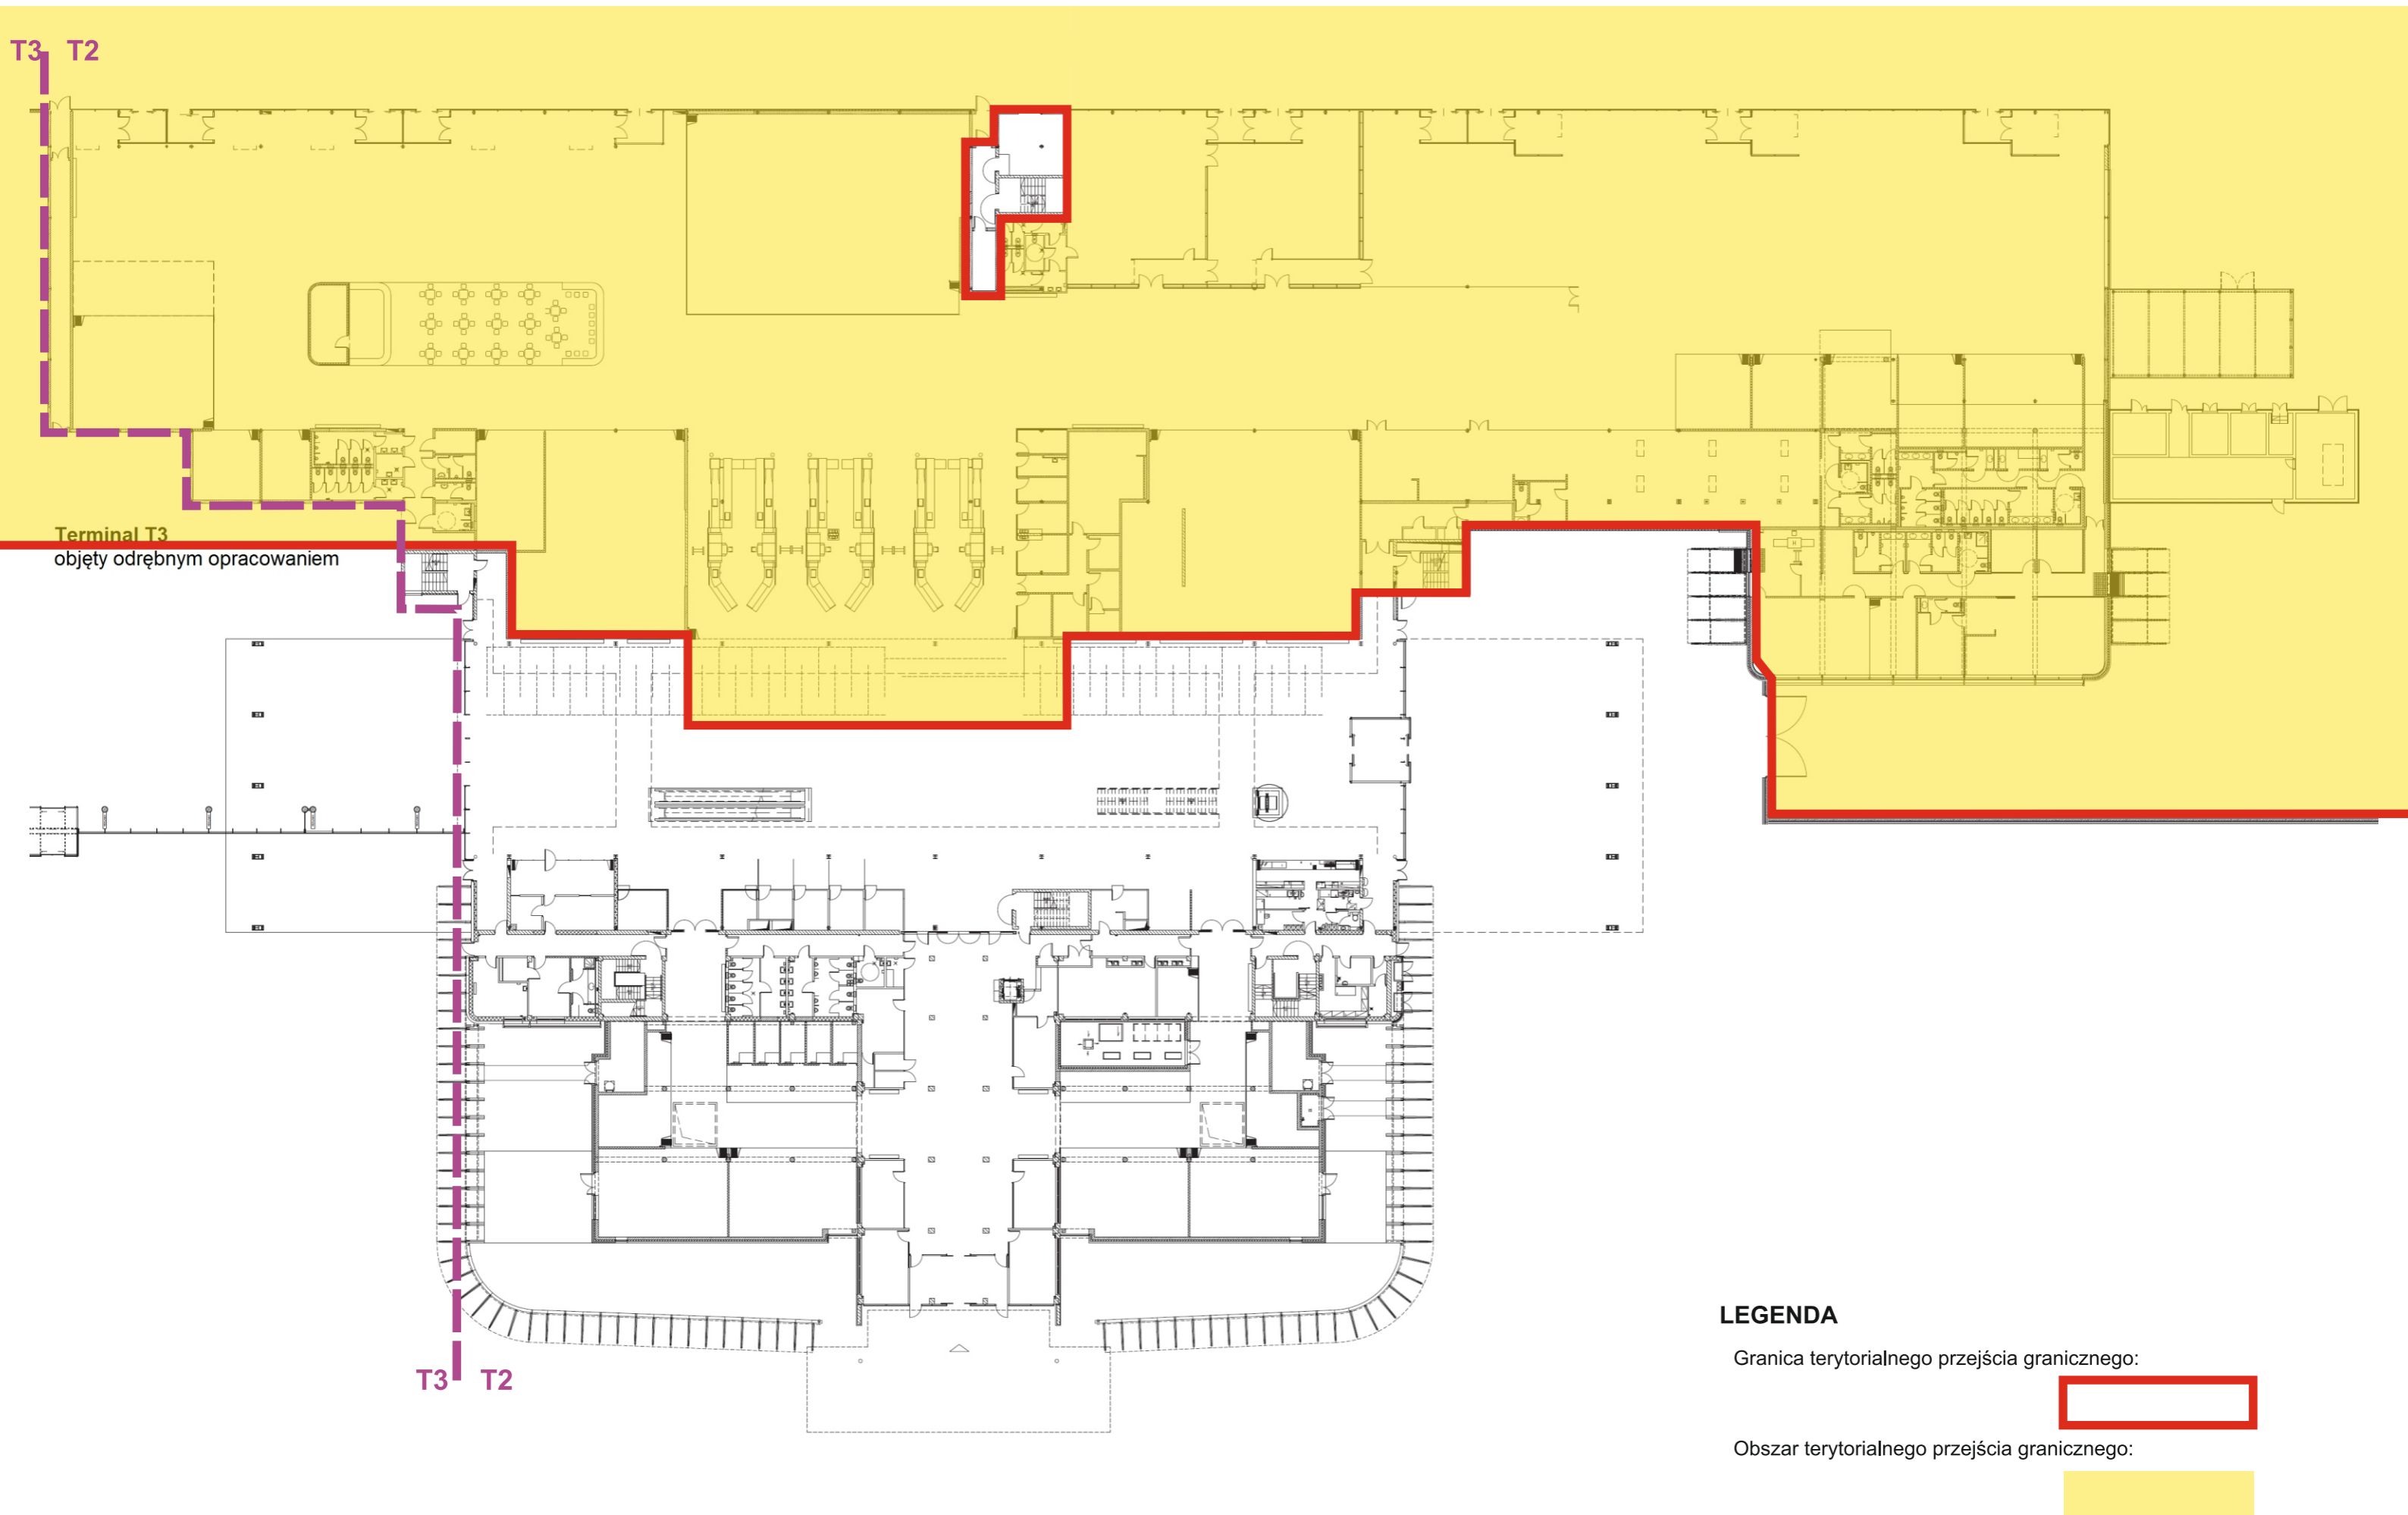 T3 T2
Terminal T3
objęty odrębnym opracowaniem
T3 T2
LEGENDA
Granica terytorialnego przejścia granicznego:
Obszar terytorialnego przejścia granicznego: